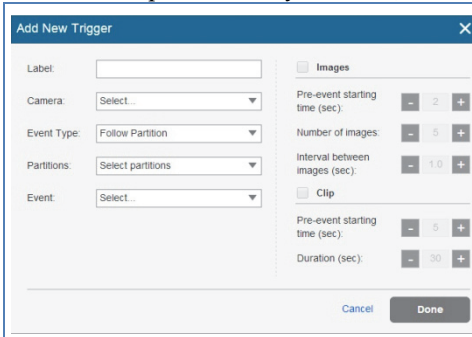 Add New Trigger
Label:
Camera: Select...
Event Type: Follow Partition
Partitions: Select partitions
Event: Select...
Images
Pre-event starting
time (sec): - 2 +
Number of images: - 5 +
Interval between
images (sec): - 1.0 +
Clip
Pre-event starting
time (sec): - 5 +
Duration (sec): - 30 +
Cancel Done